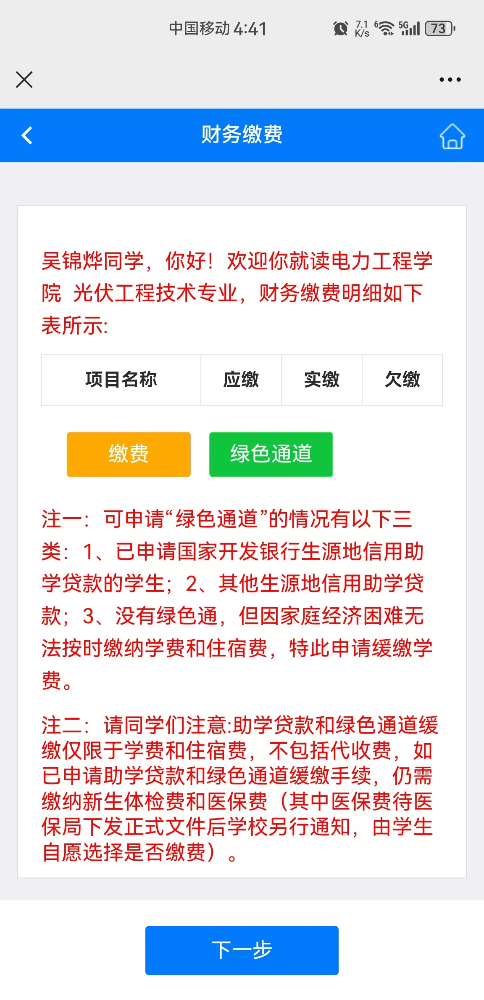 中国移动 4:41 7.1 K/s 6 5G 73
财务缴费
吴锦烨同学，你好！欢迎你就读电力工程学
院 光伏工程技术专业，财务缴费明细如下
表所示:
项目名称 应缴 实缴 欠缴
缴费 绿色通道
注一：可申请“绿色通道”的情况有以下三
类：1、已申请国家开发银行生源地信用助
学贷款的学生；2、其他生源地信用助学贷
款；3、没有绿色通，但因家庭经济困难无
法按时缴纳学费和住宿费，特此申请缓缴学
费。
注二：请同学们注意:助学贷款和绿色通道缓
缴仅限于学费和住宿费，不包括代收费，如
已申请助学贷款和绿色通道缓缴手续，仍需
缴纳新生体检费和医保费（其中医保费待医
保局下发正式文件后学校另行通知，由学生
自愿选择是否缴费）。
下一步